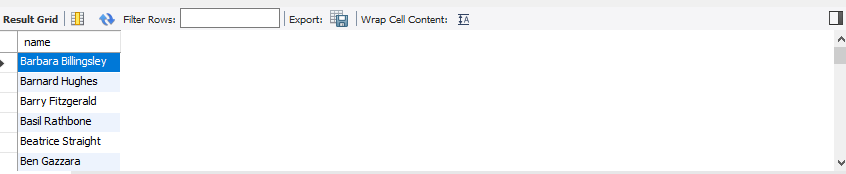 Result Grid Filter Rows: Export: Wrap Cell Content: IA
name
Barbara Billingsley
Barnard Hughes
Barry Fitzgerald
Basil Rathbone
Beatrice Straight
Ben Gazzara